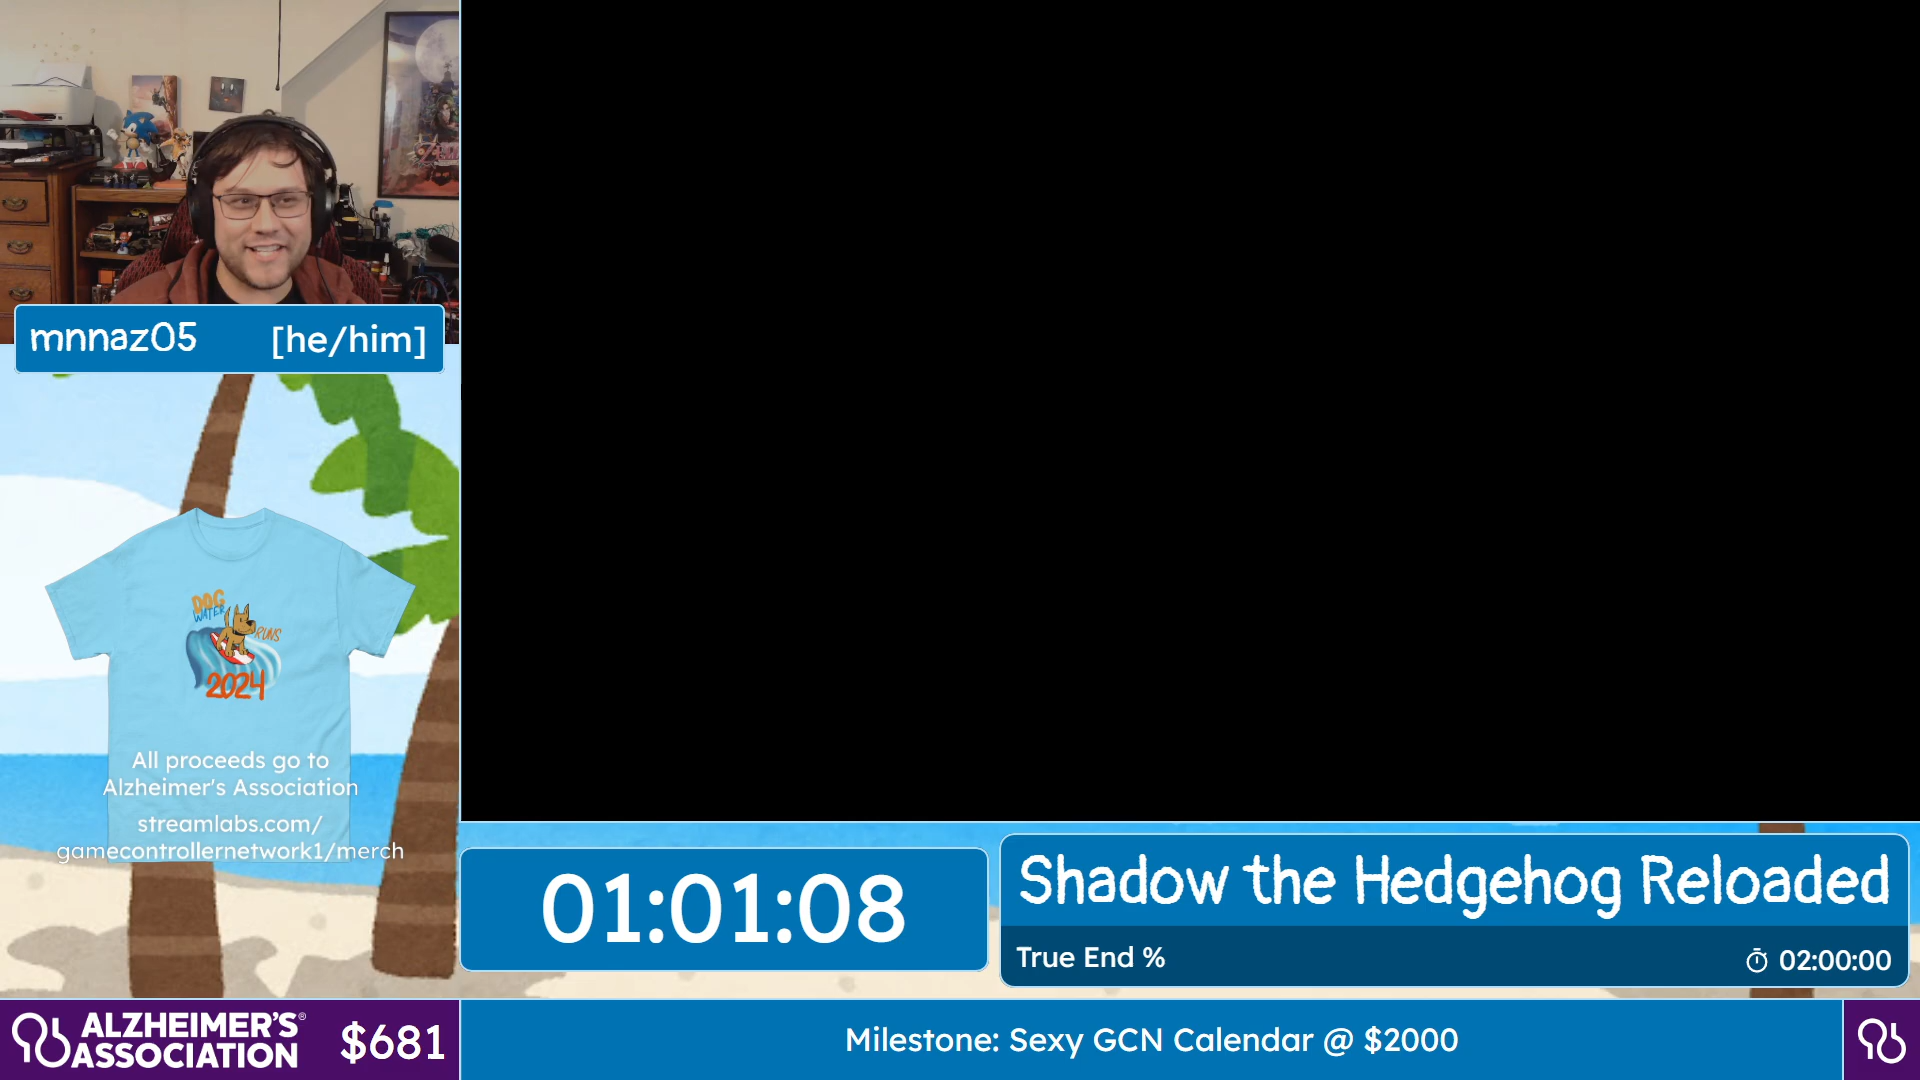 mnnaz05 [he/him]
DOG
WATER
RUNS
2024
All proceeds go to
Alzheimer's Association
streamlabs.com/
gamecontrollernetwork1/merch
01:01:08
Shadow the Hedgehog Reloaded
True End %
02:00:00
ALZHEIMER'S®
ASSOCIATION
$681
Milestone: Sexy GCN Calendar @ $2000